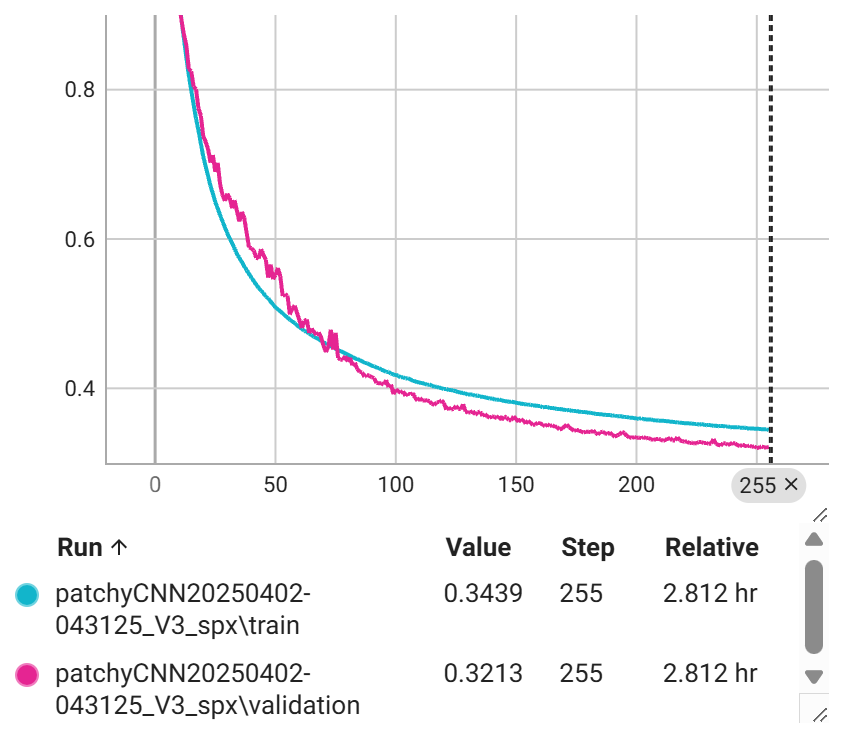 0.8
0.6
0.4
0 50 100 150 200 255 ×
Run ↑ Value Step Relative
patchyCNN20250402- 0.3439 255 2.812 hr
043125_V3_spx\train
patchyCNN20250402- 0.3213 255 2.812 hr
043125_V3_spx\validation